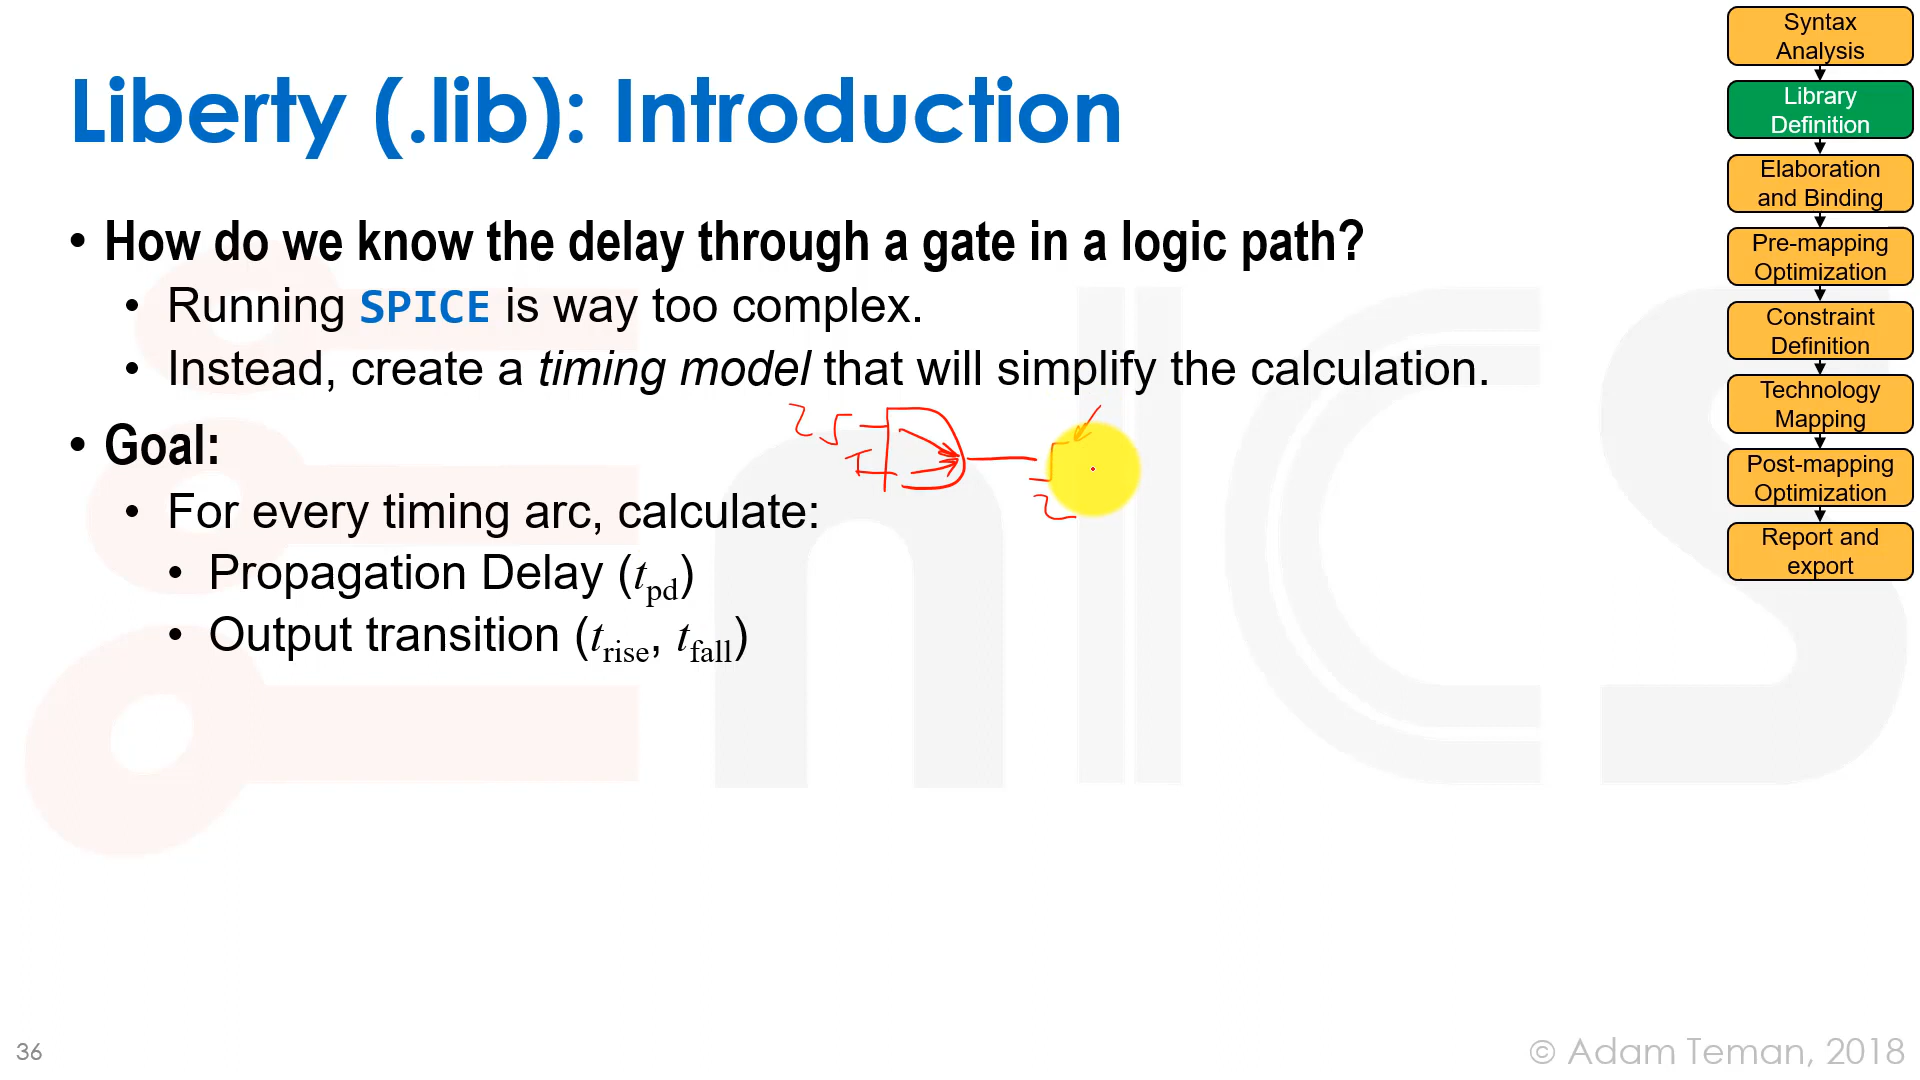 Liberty (.lib): Introduction
• How do we know the delay through a gate in a logic path?
• Running SPICE is way too complex.
• Instead, create a timing model that will simplify the calculation.
• Goal:
• For every timing arc, calculate:
• Propagation Delay (tpd)
• Output transition (trise, tfall)
Syntax
Analysis
Library
Definition
Elaboration
and Binding
Pre-mapping
Optimization
Constraint
Definition
Technology
Mapping
Post-mapping
Optimization
Report and
export
36
© Adam Teman, 2018